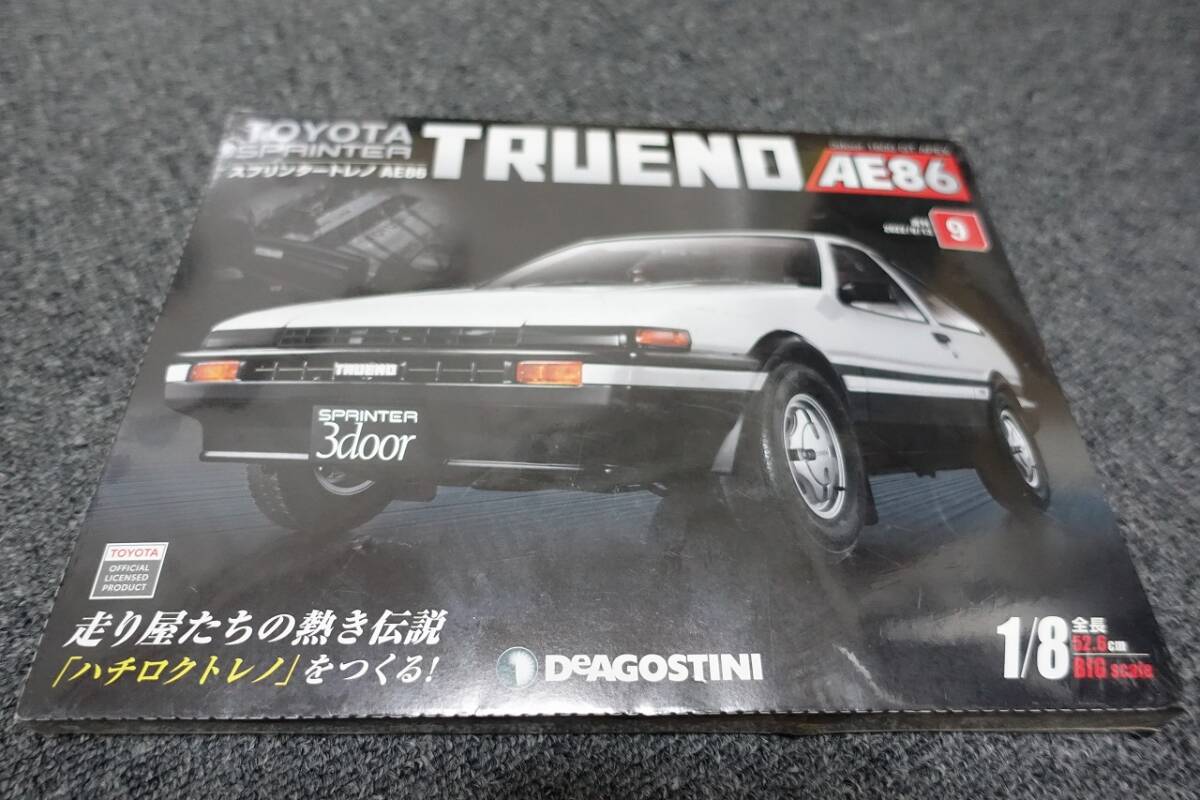 TOYOTA
SPRINTER
TRUENO
スプリンタートレノ AE86
AE86
9
TRUENO
SPRINTER
3door
TOYOTA
OFFICIAL
LICENSED
PRODUCT
走り屋たちの熱き伝説
「ハチロクトレノ」をつくる!
DeAGOSTINI
1/8
全長
52.6cm
BIG scale